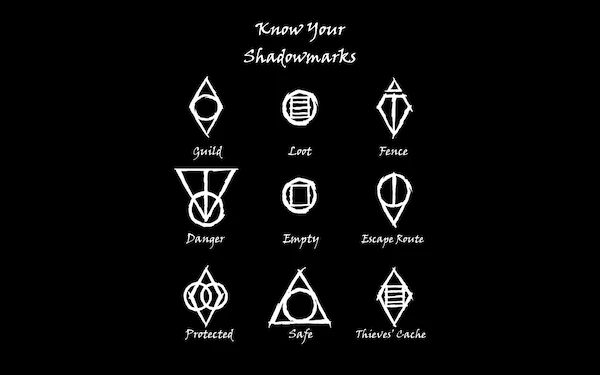 Know Your
Shadowmarks
Guild
Loot
Fence
Danger
Empty
Escape Route
Protected
Safe
Thieves' Cache